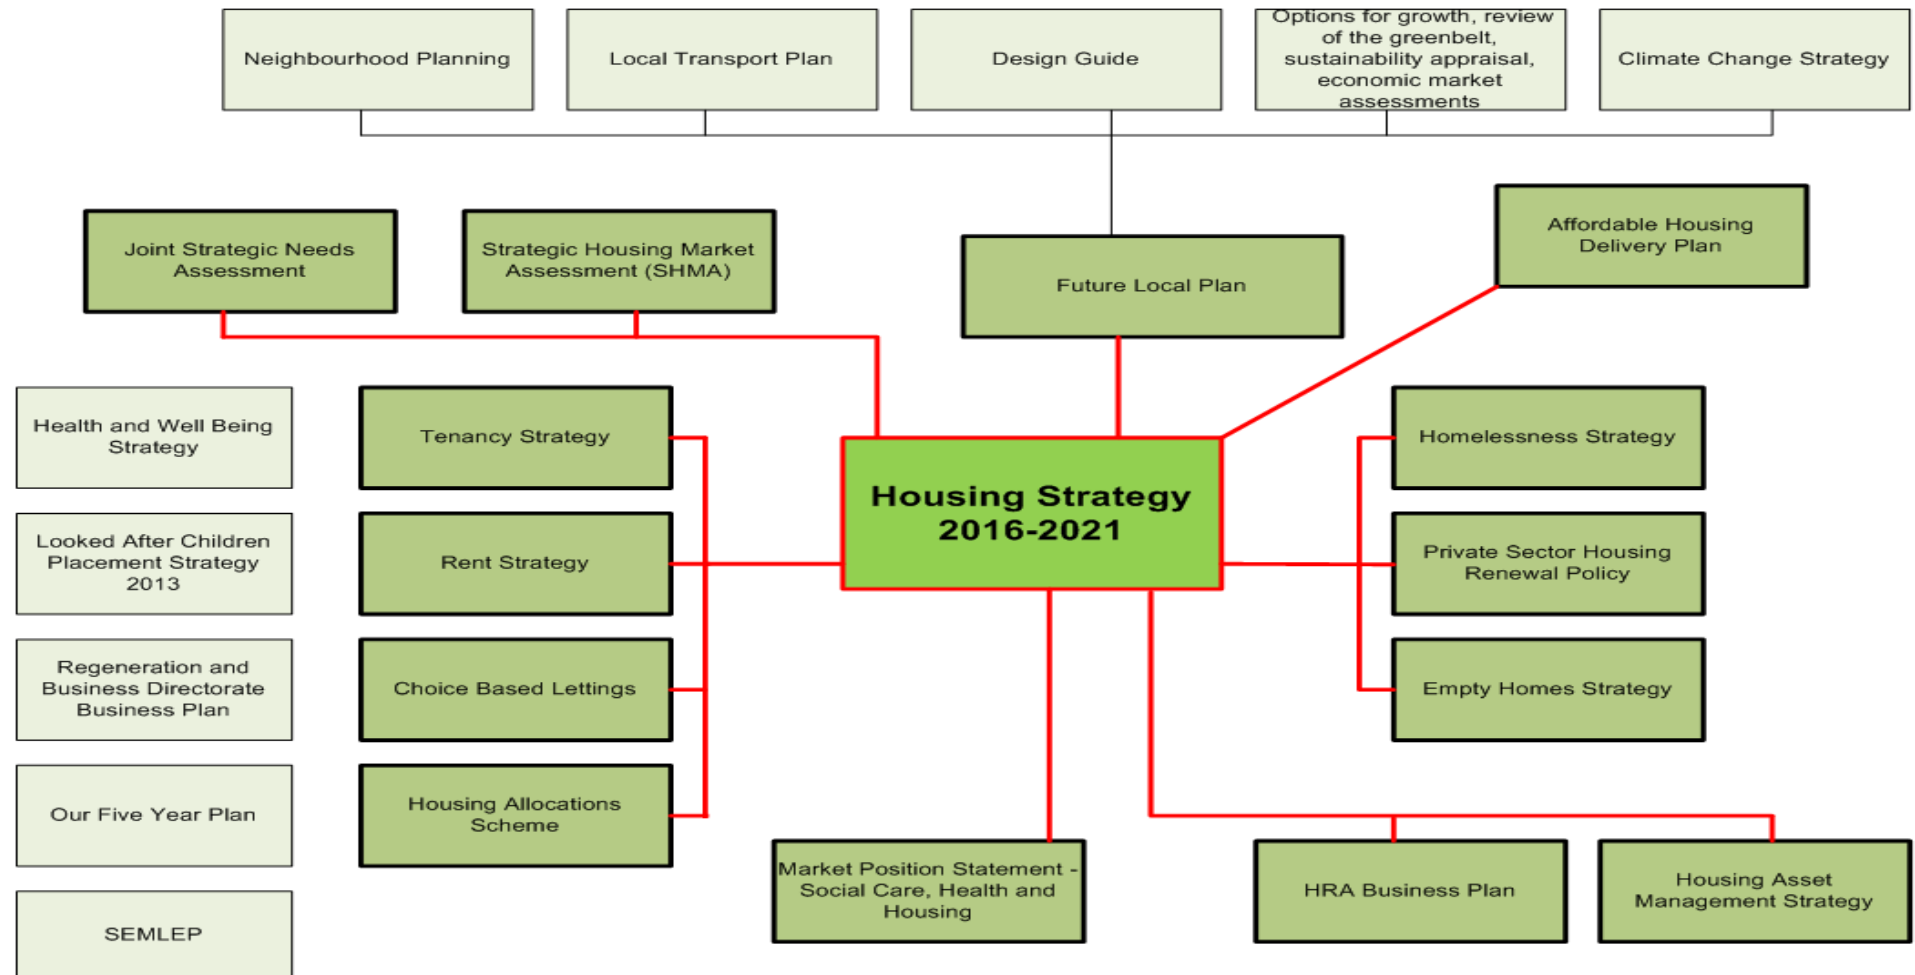 Neighbourhood Planning
Local Transport Plan
Design Guide
Options for growth, review
of the greenbelt,
sustainability appraisal,
economic market
assessments
Climate Change Strategy
Joint Strategic Needs
Assessment
Strategic Housing Market
Assessment (SHMA)
Future Local Plan
Affordable Housing
Delivery Plan
Health and Well Being
Strategy
Tenancy Strategy
Homelessness Strategy
Housing Strategy
2016-2021
Looked After Children
Placement Strategy
2013
Rent Strategy
Private Sector Housing
Renewal Policy
Regeneration and
Business Directorate
Business Plan
Choice Based Lettings
Empty Homes Strategy
Our Five Year Plan
Housing Allocations
Scheme
Market Position Statement -
Social Care, Health and
Housing
HRA Business Plan
Housing Asset
Management Strategy
SEMLEP